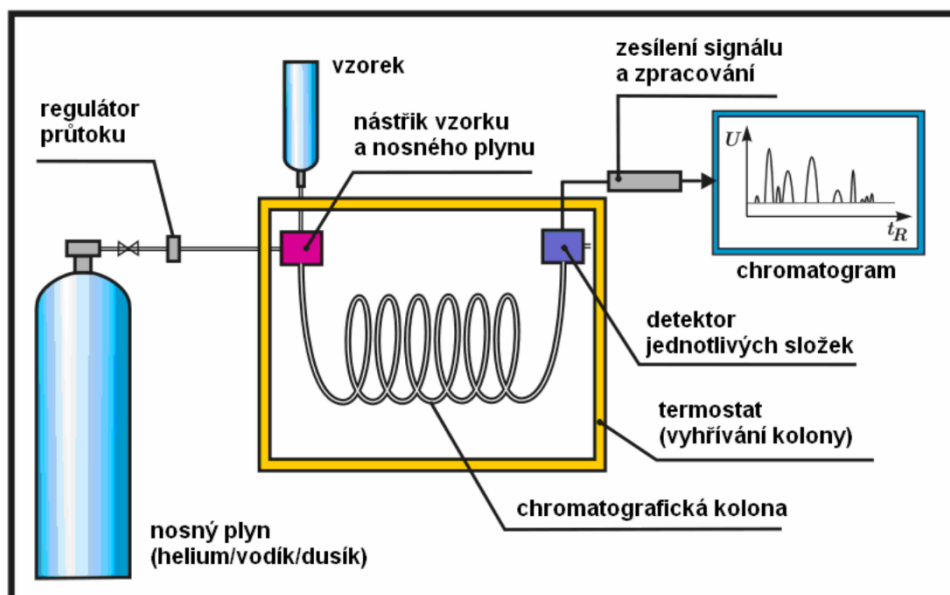 zesílení signálu
a zpracování
vzorek
regulátor
průtoku
nástřik vzorku
a nosného plynu
U
t_R
chromatogram
detektor
jednotlivých složek
termostat
(vyhřívání kolony)
chromatografická kolona
nosný plyn
(helium/vodík/dusík)